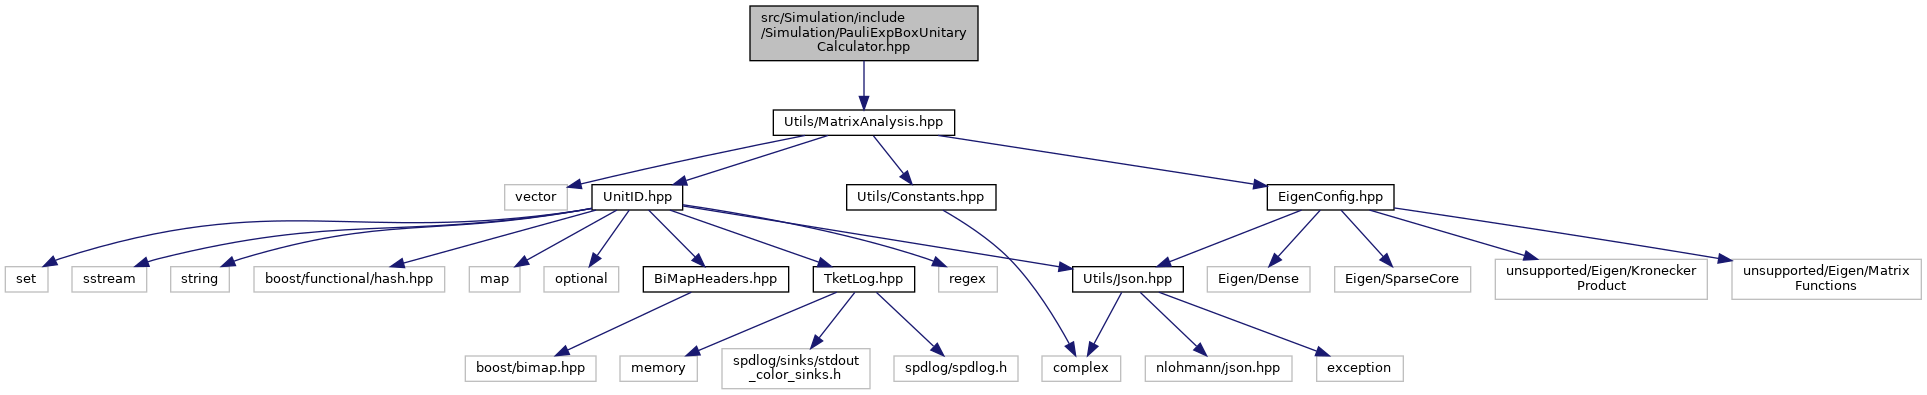 src/Simulation/include
/Simulation/PauliExpBoxUnitary
Calculator.hpp
Utils/MatrixAnalysis.hpp
vector
UnitID.hpp
Utils/Constants.hpp
EigenConfig.hpp
set
sstream
string
boost/functional/hash.hpp
map
optional
BiMapHeaders.hpp
TketLog.hpp
regex
Utils/Json.hpp
Eigen/Dense
Eigen/SparseCore
unsupported/Eigen/Kronecker
Product
unsupported/Eigen/Matrix
Functions
boost/bimap.hpp
memory
spdlog/sinks/stdout
_color_sinks.h
spdlog/spdlog.h
complex
nlohmann/json.hpp
exception